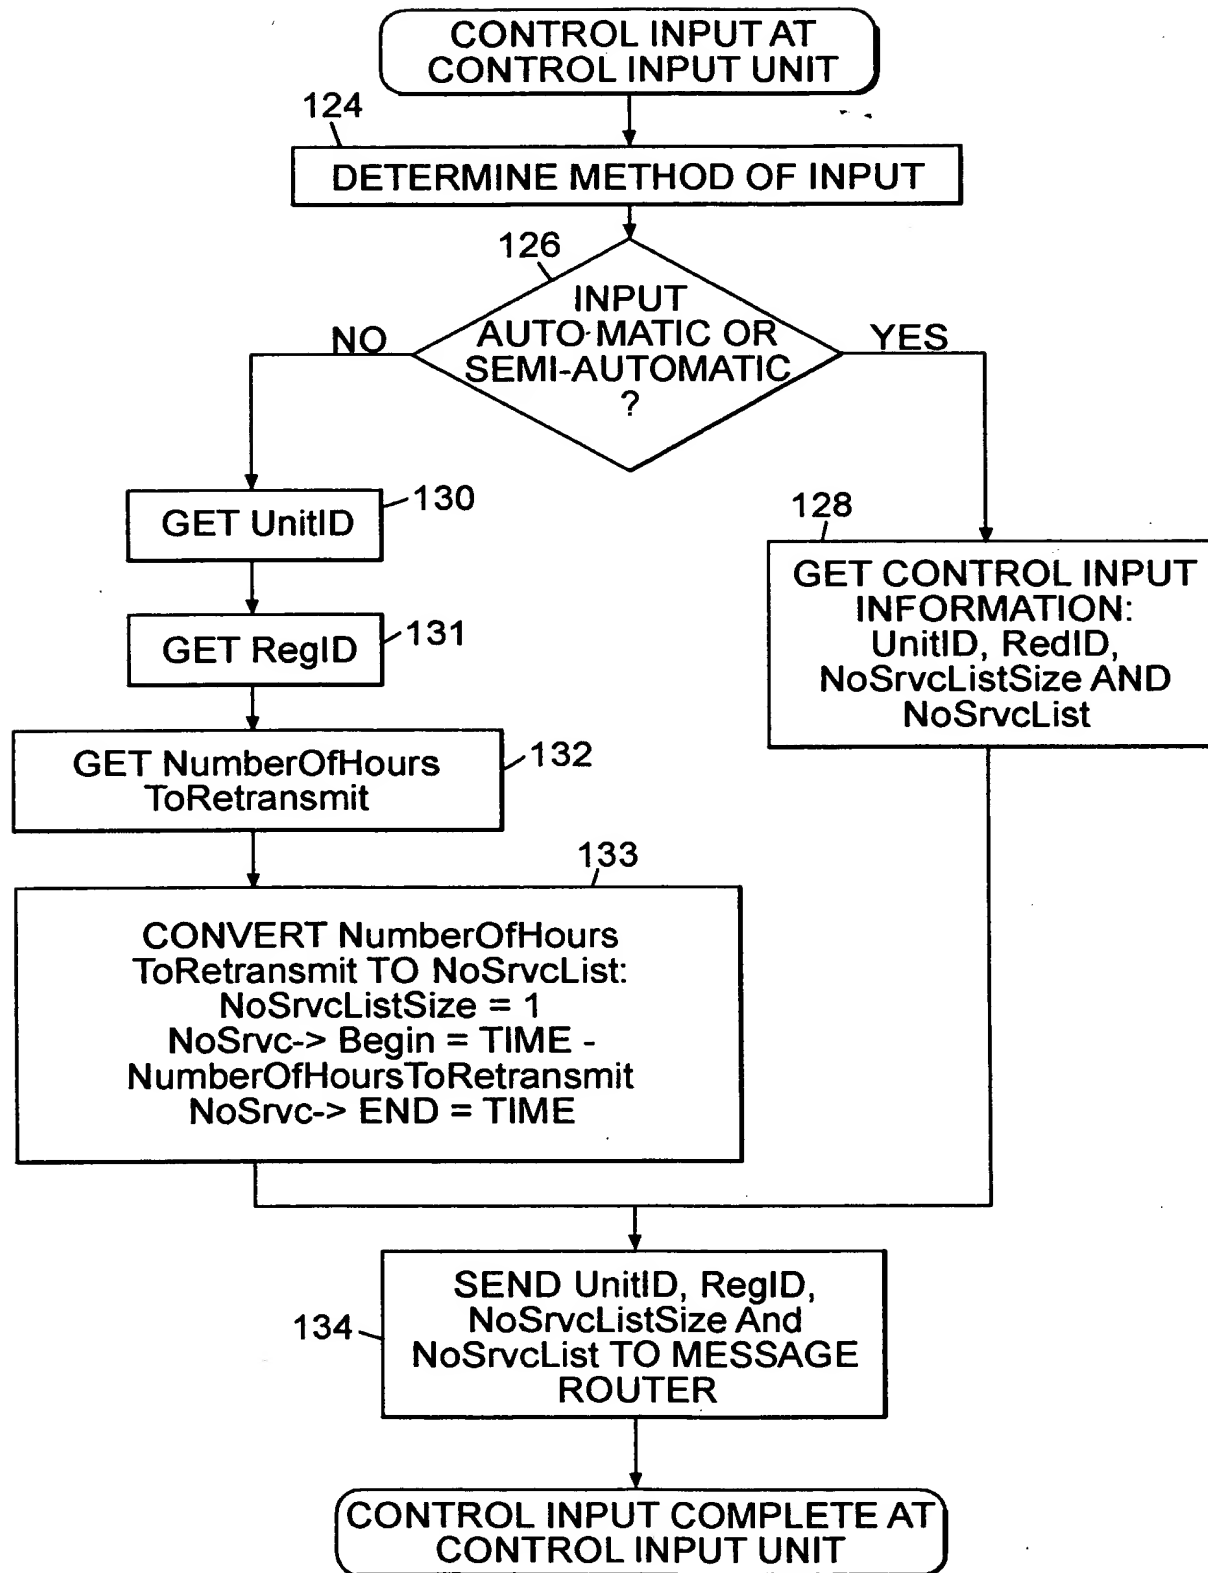 CONTROL INPUT AT
CONTROL INPUT UNIT
124
DETERMINE METHOD OF INPUT
126
INPUT
AUTO-MATIC OR
SEMI-AUTOMATIC
?
NO
YES
GET UnitID
130
GET RegID
131
GET NumberOfHours
ToRetransmit
132
133
CONVERT NumberOfHours
ToRetransmit TO NoSrvcList:
NoSrvcListSize = 1
NoSrvc-> Begin = TIME -
NumberOfHoursToRetransmit
NoSrvc-> END = TIME
128
GET CONTROL INPUT
INFORMATION:
UnitID, RedID,
NoSrvcListSize AND
NoSrvcList
134
SEND UnitID, RegID,
NoSrvcListSize And
NoSrvcList TO MESSAGE
ROUTER
CONTROL INPUT COMPLETE AT
CONTROL INPUT UNIT